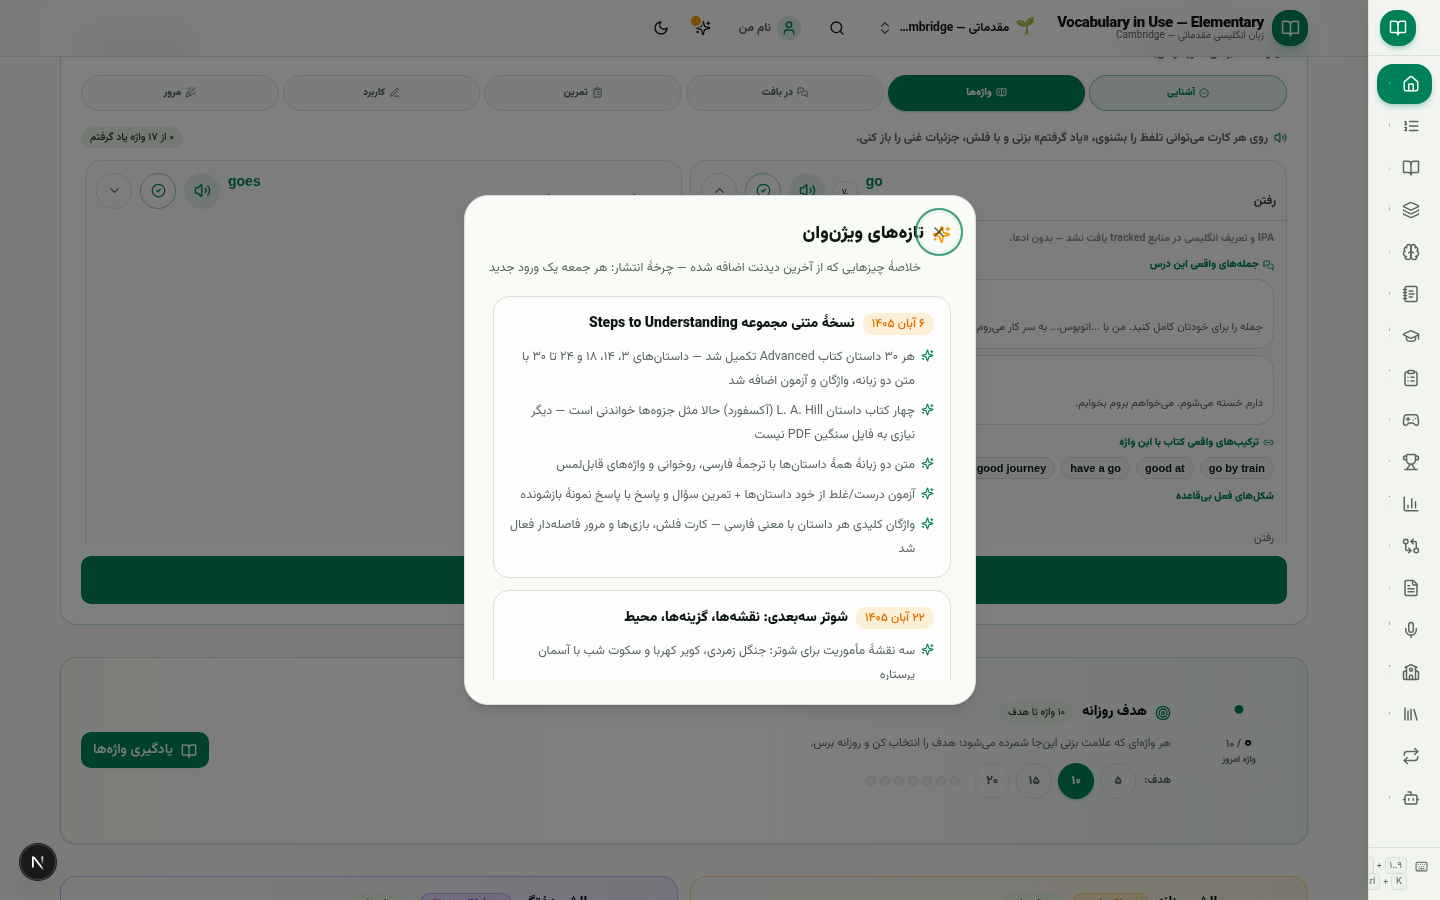 Vocabulary in Use — Elementary
زبان انگلیسی مقدماتی — Cambridge
مقدماتی — mbridge...
نام من
آشنایی
واژه‌ها
در بافت
تمرین
کاربرد
مرور
روی هر کارت می‌توانی تلفظ را بشنوی، «یاد گرفتم» بزنی و با فلش، جزئیات غنی را باز کنی.
۰ از ۱۷ واژه یاد گرفتم
go
v.
goes
رفتن
IPA و تعریف انگلیسی در منابع tracked یافت نشد — بدون ادعا.
جمله‌های واقعی این درس
جمله را برای خودتان کامل کنید. من با ...اتوبوس... به سر کار می‌روم
دارم خسته می‌شوم. می‌خواهم بروم بخوابم.
ترکیب‌های واقعی کتاب با این واژه
go by train
good at
have a go
good journey
شکل‌های فعل بی‌قاعده
رفتن
تازه‌های ویژن‌وان
خلاصهٔ چیزهایی که از آخرین دیدنت اضافه شده — چرخهٔ انتشار: هر جمعه یک ورود جدید
۶ آبان ۱۴۰۵
نسخهٔ متنی مجموعه Steps to Understanding
هر ۳۰ داستان کتاب Advanced تکمیل شد — داستان‌های ۳، ۱۴، ۱۸ و ۲۴ تا ۳۰ با
متن دو زبانه، واژگان و آزمون اضافه شد
چهار کتاب داستان L. A. Hill (آکسفورد) حالا مثل جزوه‌ها خواندنی است — دیگر
نیازی به فایل سنگین PDF نیست
متن دو زبانهٔ همهٔ داستان‌ها با ترجمهٔ فارسی، روخوانی و واژه‌های قابل‌لمس
آزمون درست/غلط از خود داستان‌ها + تمرین سؤال و پاسخ با پاسخ نمونهٔ بازشونده
واژگان کلیدی هر داستان با معنی فارسی — کارت فلش، بازی‌ها و مرور فاصله‌دار فعال
شد
۲۲ آبان ۱۴۰۵
شوتر سه‌بعدی: نقشه‌ها، گزینه‌ها، محیط
سه نقشهٔ مأموریت برای شوتر: جنگل زمردی، کویر کهربا و سکوت شب با آسمان
پرستاره
هدف روزانه
۱۰ واژه تا هدف
هر واژه‌ای که علامت بزنی این‌جا شمرده می‌شود؛ هدف را انتخاب کن و روزانه برس.
هدف:
۵
۱۰
۱۵
۲۰
۰ / ۱۰
واژه امروز
یادگیری واژه‌ها
N
۱..۹
+
K
+